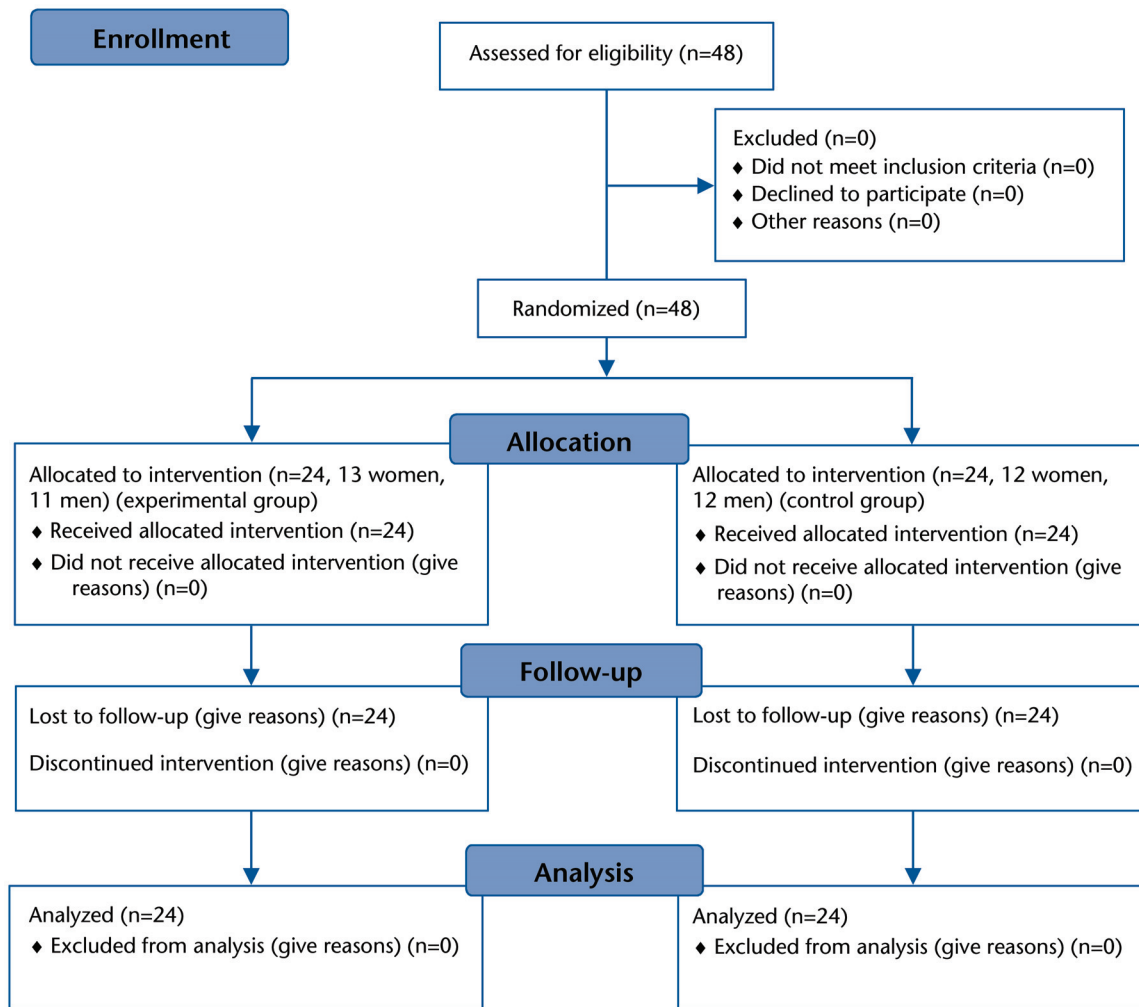 Enrollment
Assessed for eligibility (n=48)
Excluded (n=0)
♦ Did not meet inclusion criteria (n=0)
♦ Declined to participate (n=0)
♦ Other reasons (n=0)
Randomized (n=48)
Allocation
Allocated to intervention (n=24, 13 women,
11 men) (experimental group)
♦ Received allocated intervention (n=24)
♦ Did not receive allocated intervention (give
reasons) (n=0)
Allocated to intervention (n=24, 12 women,
12 men) (control group)
♦ Received allocated intervention (n=24)
♦ Did not receive allocated intervention (give
reasons) (n=0)
Follow-up
Lost to follow-up (give reasons) (n=24)
Discontinued intervention (give reasons) (n=0)
Lost to follow-up (give reasons) (n=24)
Discontinued intervention (give reasons) (n=0)
Analysis
Analyzed (n=24)
♦ Excluded from analysis (give reasons) (n=0)
Analyzed (n=24)
♦ Excluded from analysis (give reasons) (n=0)